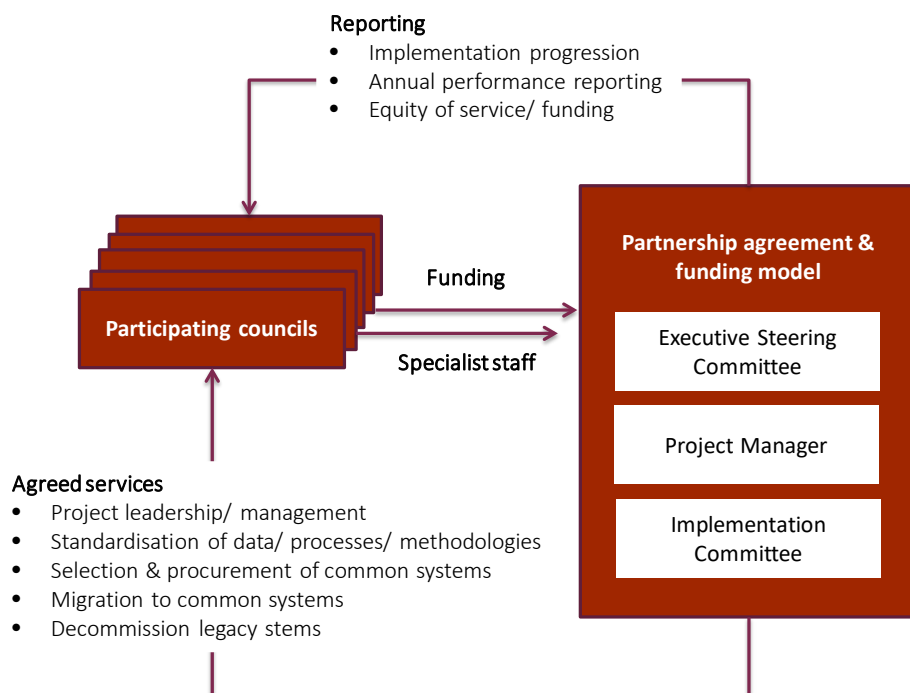 Reporting
• Implementation progression
• Annual performance reporting
• Equity of service/ funding
Partnership agreement &
funding model
Executive Steering
Committee
Project Manager
Implementation
Committee
Funding
Specialist staff
Participating councils
Agreed services
• Project leadership/ management
• Standardisation of data/ processes/ methodologies
• Selection & procurement of common systems
• Migration to common systems
• Decommission legacy stems